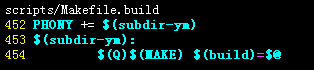 scripts/Makefile.build
452 PHONY += $(subdir-ym)
453 $(subdir-ym):
454         $(Q)$(MAKE) $(build)=$@